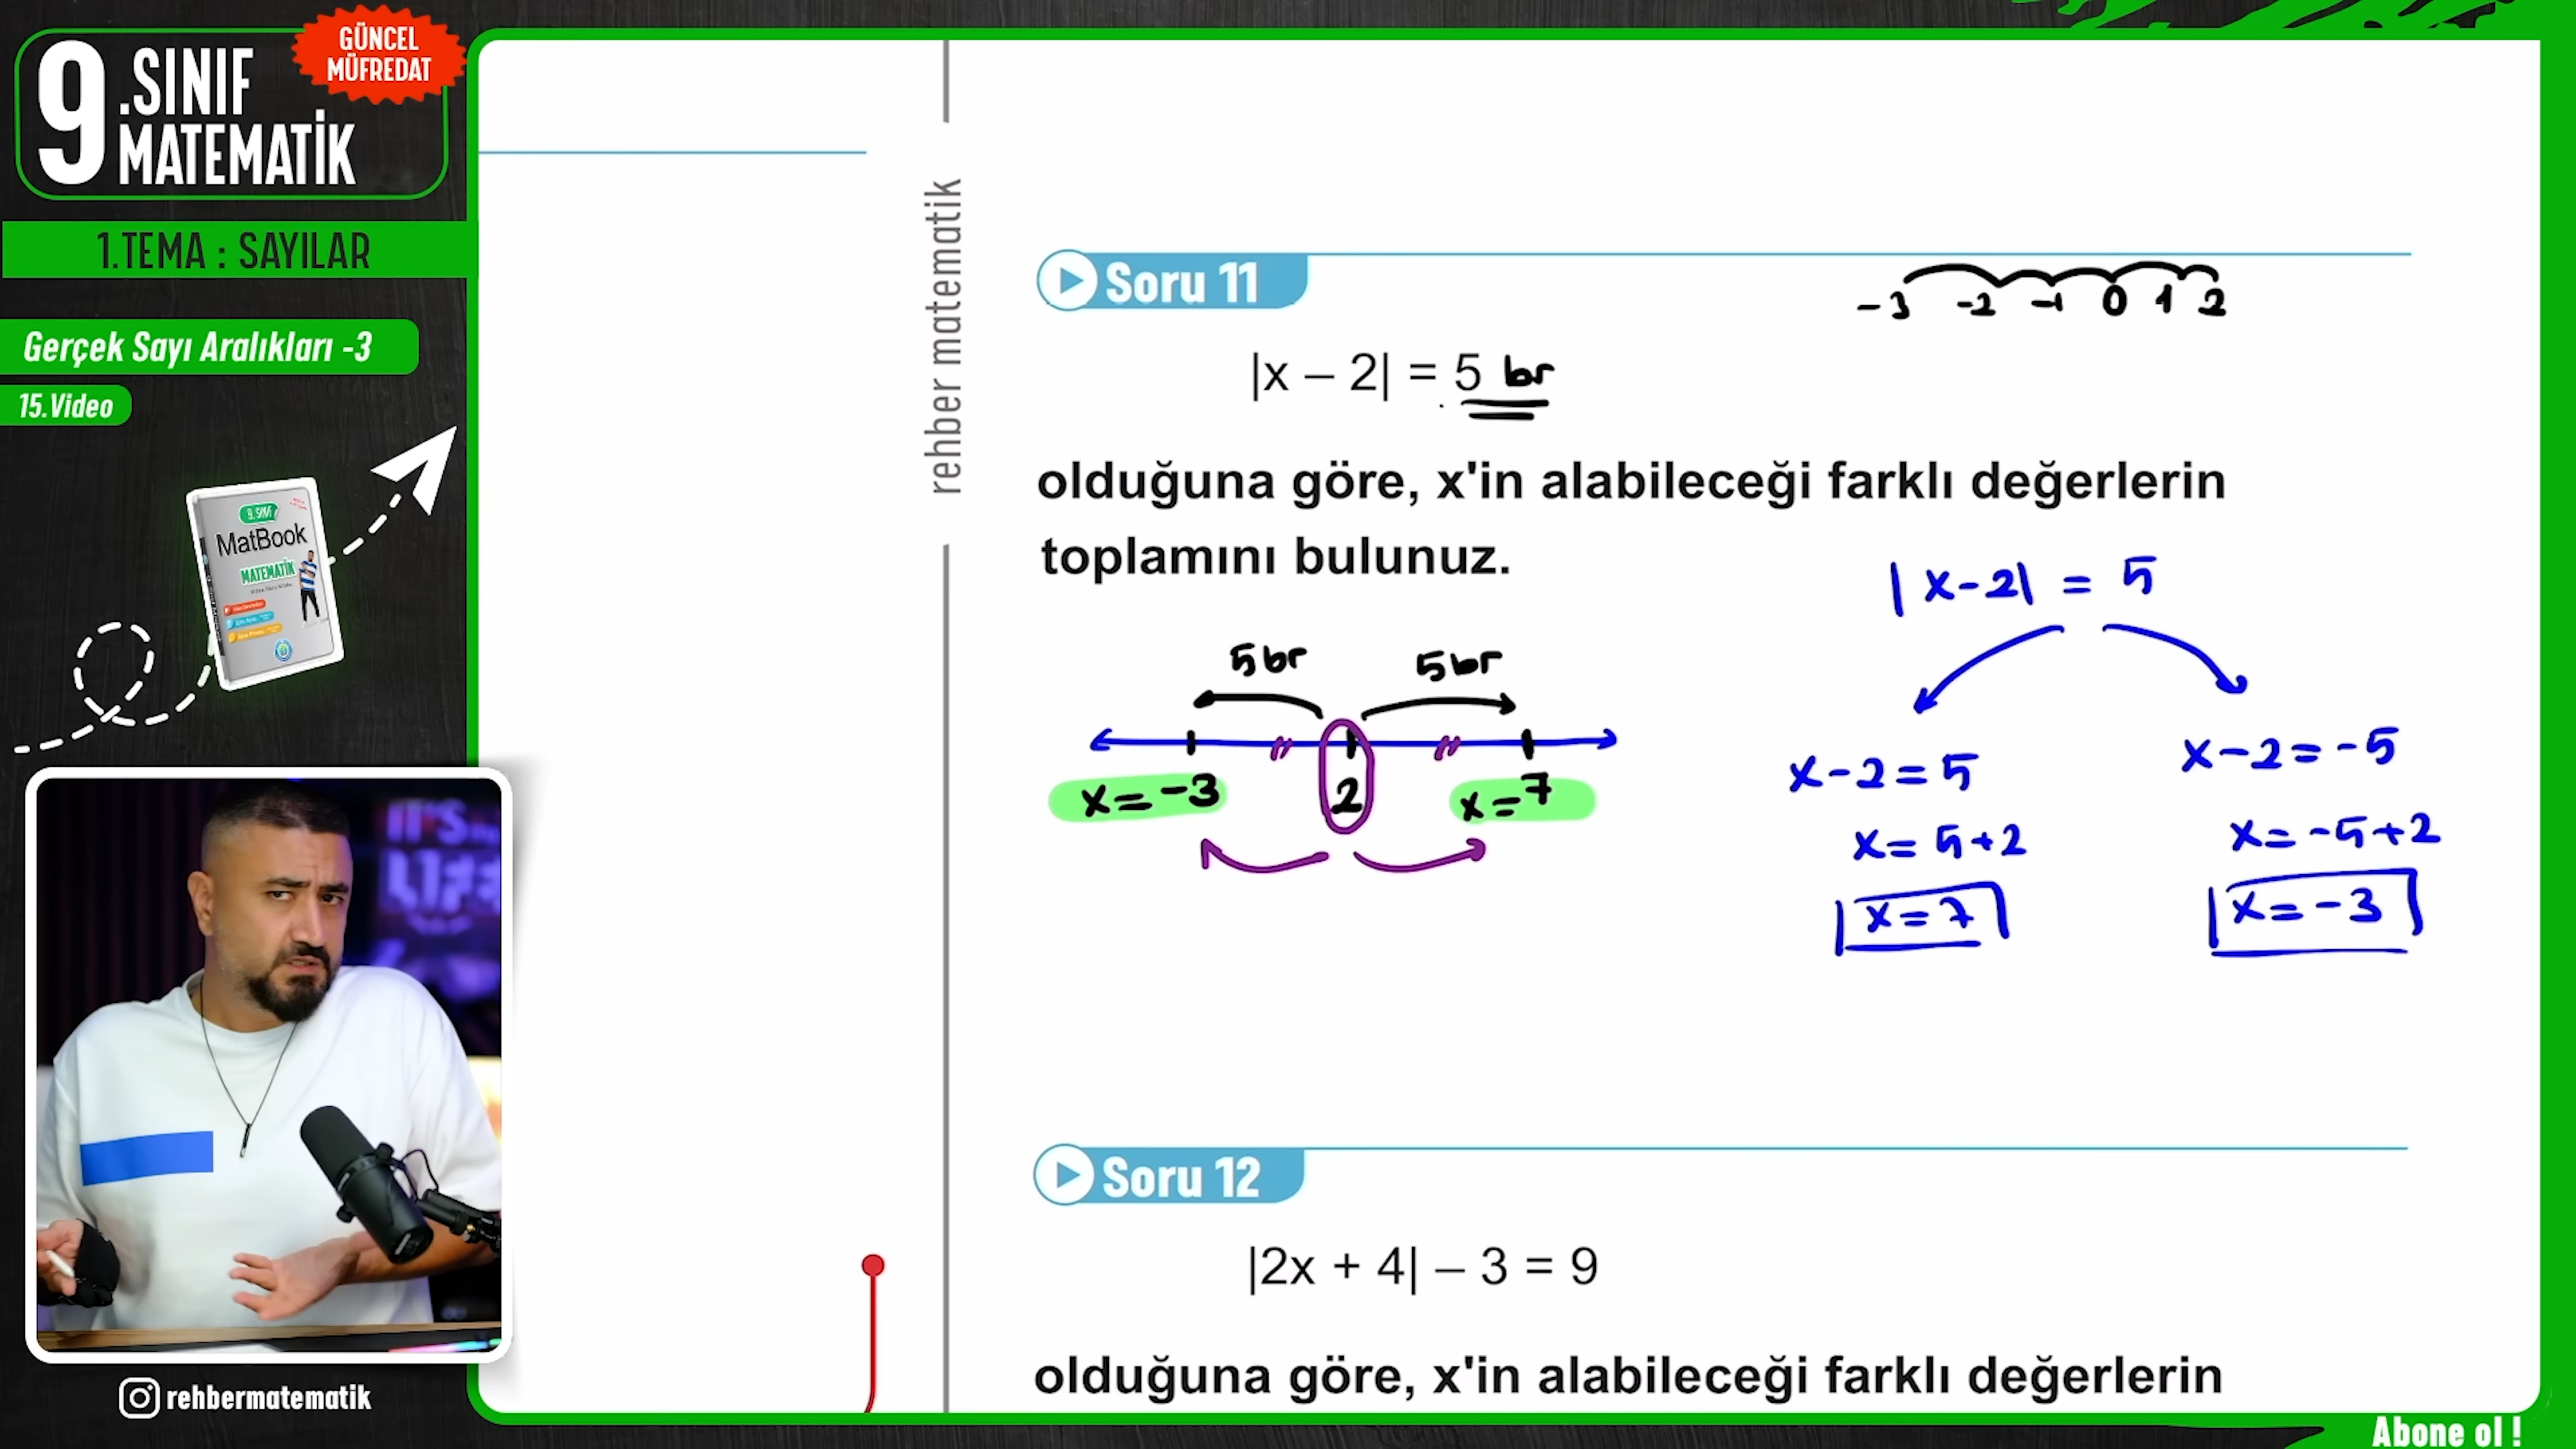 GÜNCEL
MÜFREDAT
9.SINIF
MATEMATİK
1.TEMA : SAYILAR
Gerçek Sayı Aralıkları -3
15.Video
9. SINIF
MatBook
MATEMATİK
rehbermatematik
rehber matematik
Soru 11
-3 -2 -1 0 1 2
|x – 2| = 5 br
olduğuna göre, x'in alabileceği farklı değerlerin
toplamını bulunuz.
5br 5br
x=-3 2 x=7
|x-2| = 5
x-2=5
x=5+2
x=7
x-2=-5
x=-5+2
x=-3
Soru 12
|2x + 4| – 3 = 9
olduğuna göre, x'in alabileceği farklı değerlerin
Abone ol !